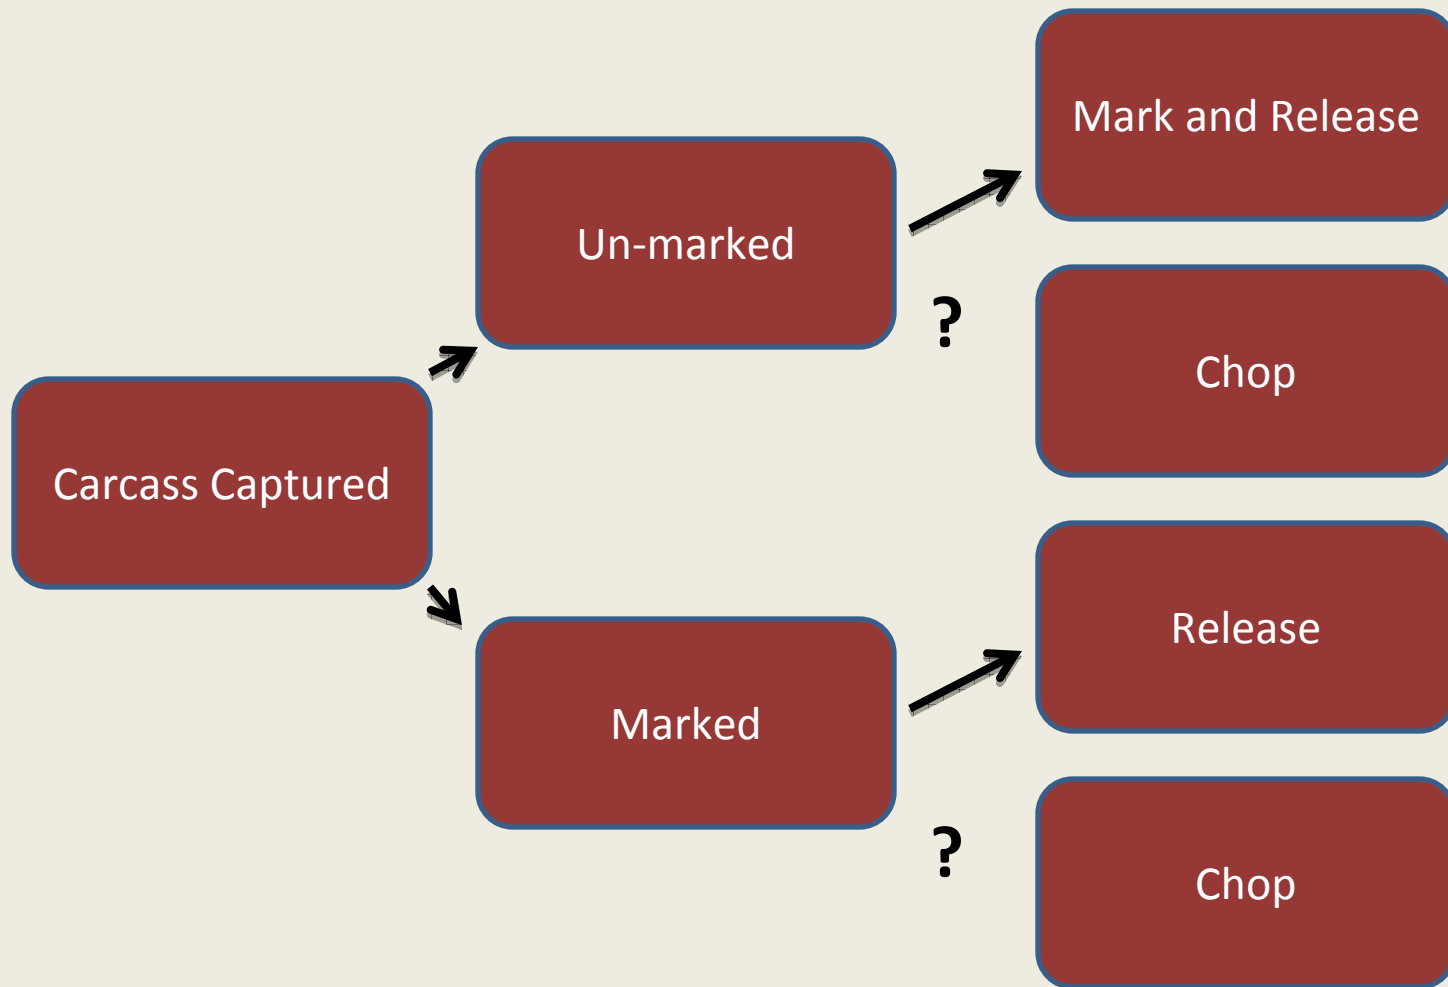 Carcass Captured
Un-marked
Mark and Release
?
Chop
Marked
Release
?
Chop